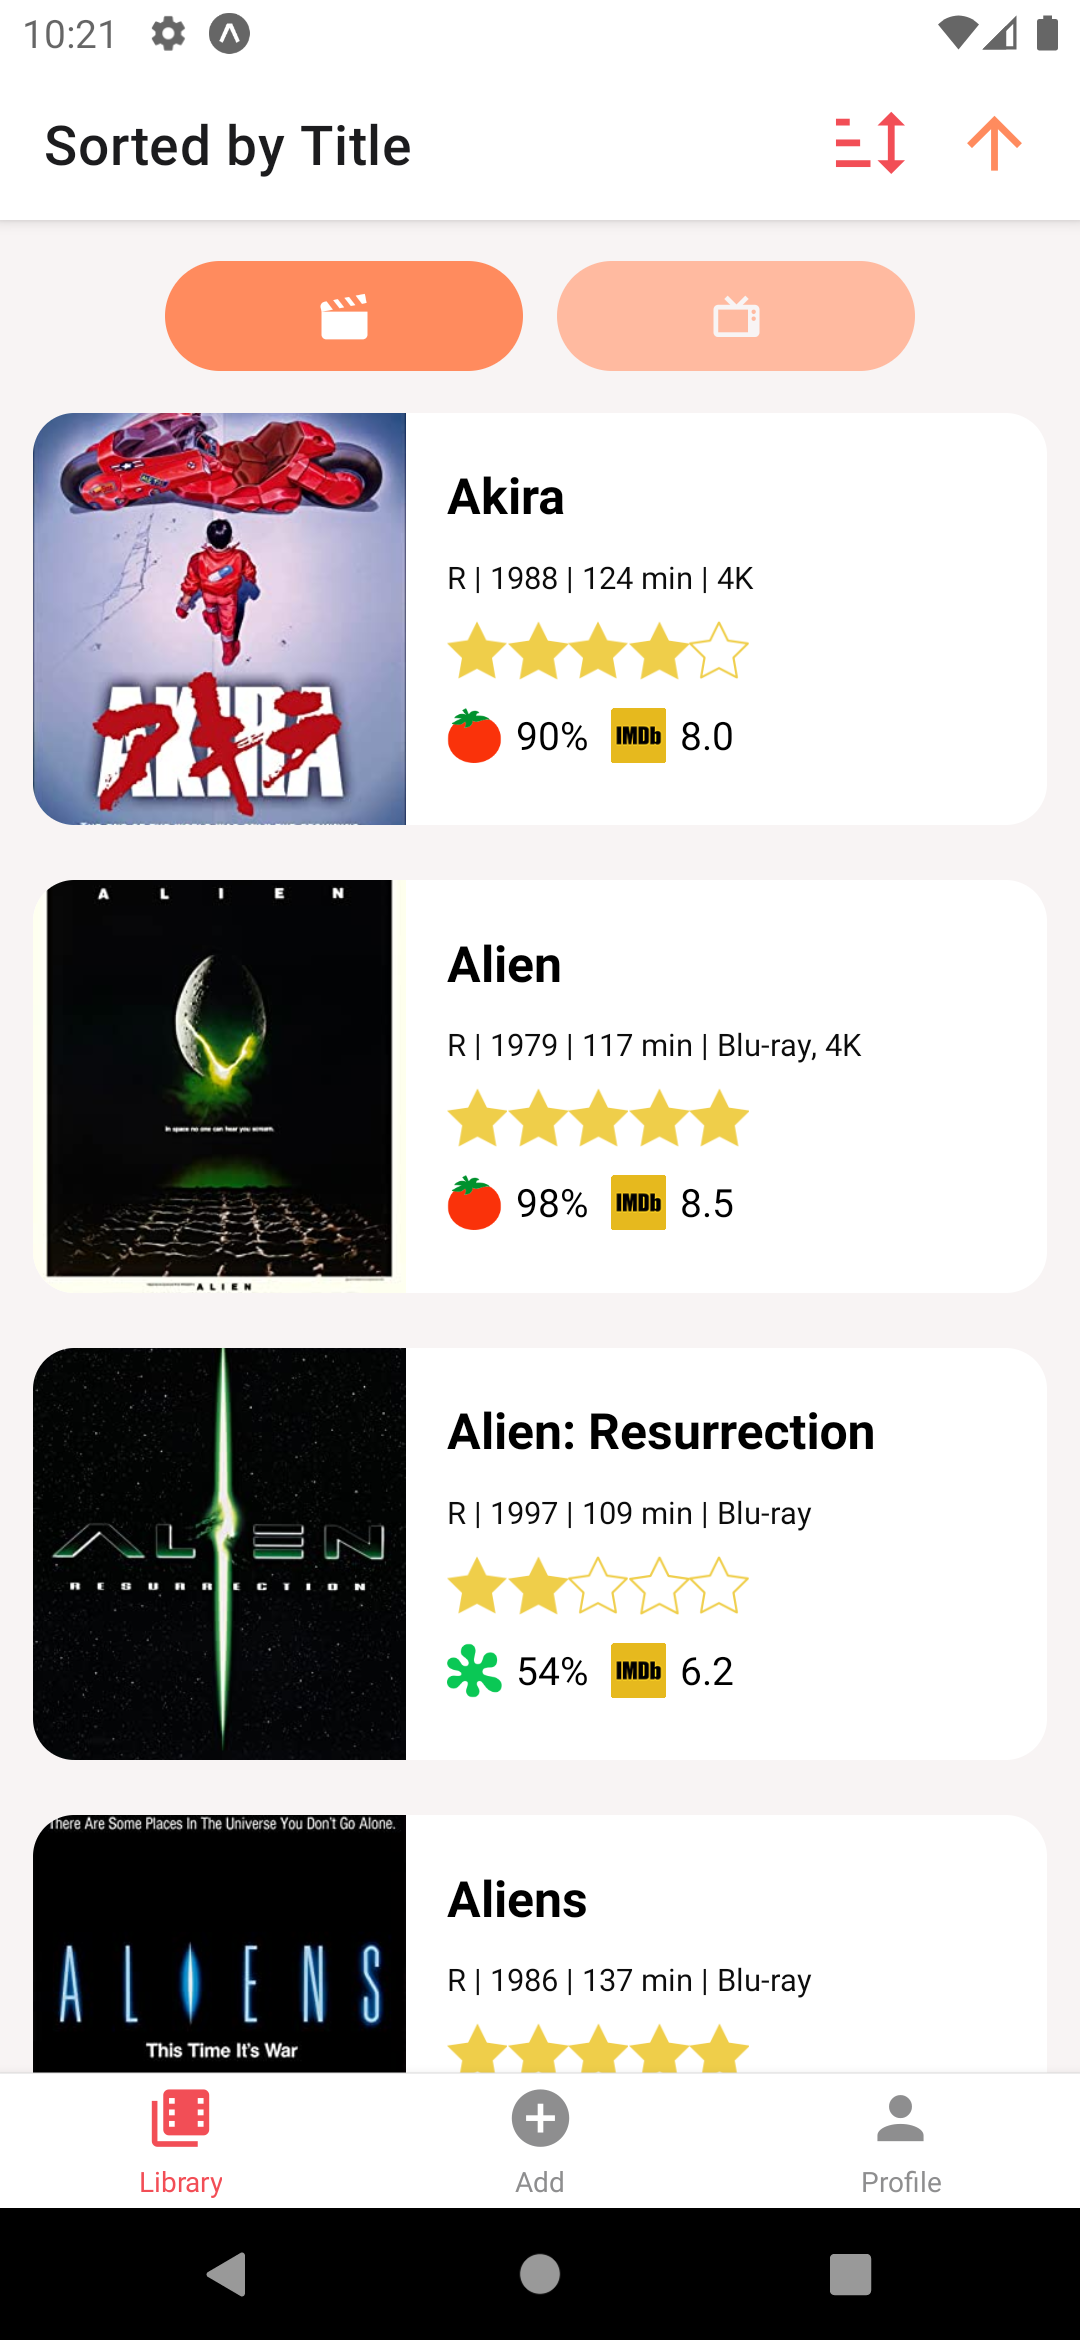 10:21
Sorted by Title
AKIRA
アキラ
Akira
R | 1988 | 124 min | 4K
90% IMDb 8.0
A L I E N
In space no one can hear you scream.
A L I E N
Alien
R | 1979 | 117 min | Blu-ray, 4K
98% IMDb 8.5
ALIEN
RESURRECTION
Alien: Resurrection
R | 1997 | 109 min | Blu-ray
54% IMDb 6.2
There Are Some Places In The Universe You Don't Go Alone.
ALIENS
This Time It's War
Aliens
R | 1986 | 137 min | Blu-ray
Library
Add
Profile